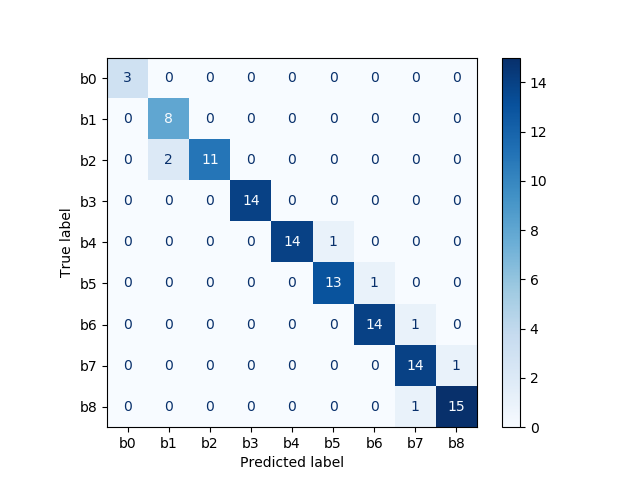 b0 3 0 0 0 0 0 0 0 0
b1 0 8 0 0 0 0 0 0 0
b2 0 2 11 0 0 0 0 0 0
b3 0 0 0 14 0 0 0 0 0
b4 0 0 0 0 14 1 0 0 0
b5 0 0 0 0 0 13 1 0 0
b6 0 0 0 0 0 0 14 1 0
b7 0 0 0 0 0 0 0 14 1
b8 0 0 0 0 0 0 0 1 15
b0 b1 b2 b3 b4 b5 b6 b7 b8
Predicted label
True label
14
12
10
8
6
4
2
0